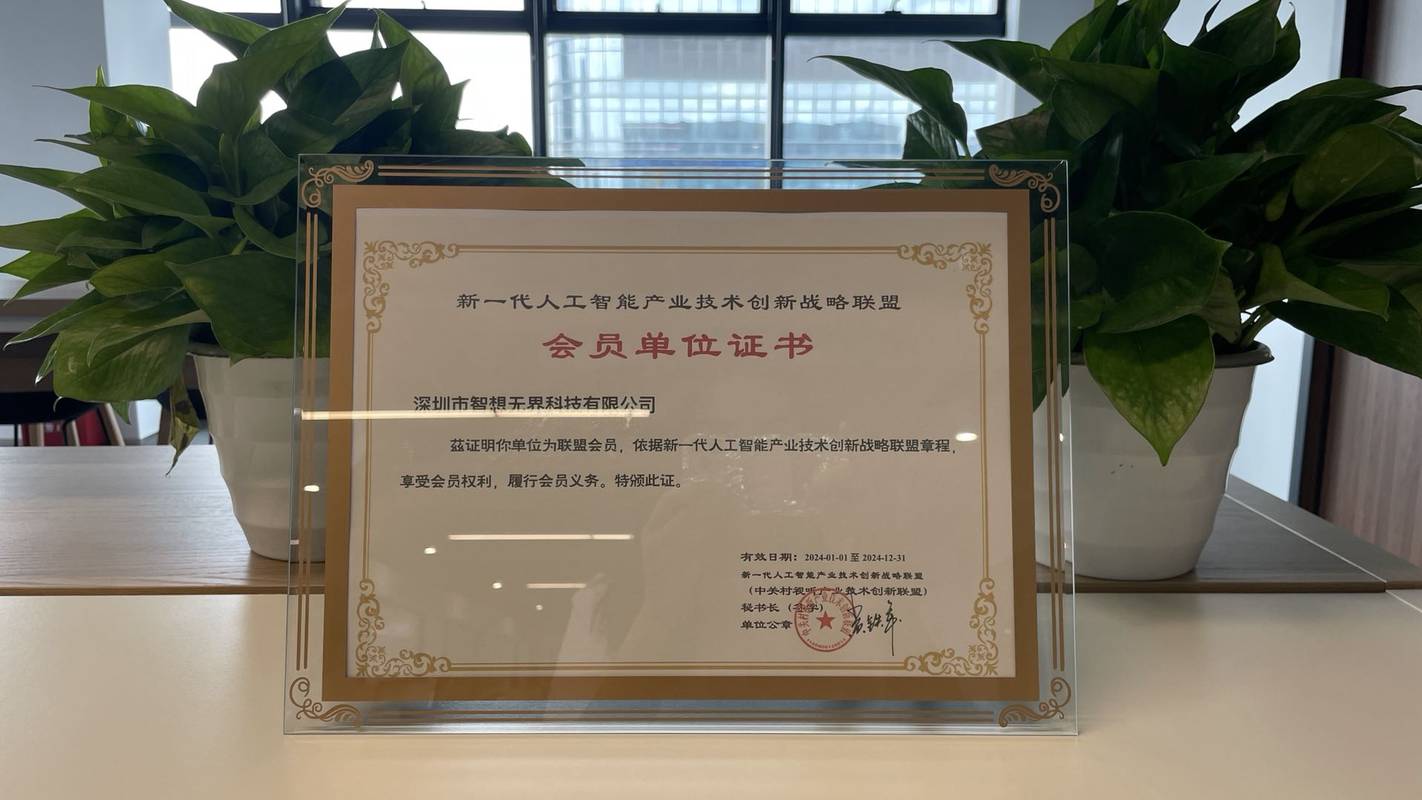 新一代人工智能产业技术创新战略联盟
会员单位证书
深圳市智想无界科技有限公司
兹证明你单位为联盟会员，依据新一代人工智能产业技术创新战略联盟章程，
享受会员权利，履行会员义务。特颁此证。
有效日期：2024-01-01 至 2024-12-31
新一代人工智能产业技术创新战略联盟
（中关村视听产业技术创新联盟）
秘书长（签字）
单位公章